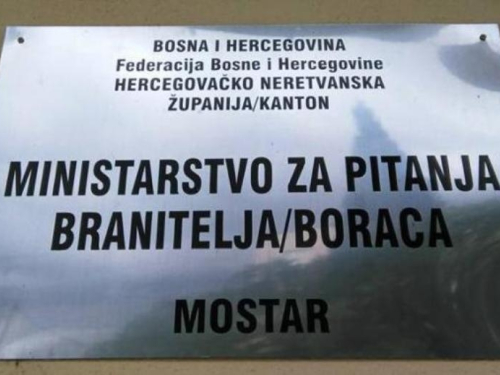 BOSNA I HERCEGOVINA
Federacija Bosne i Hercegovine
HERCEGOVAČKO NERETVANSKA
ŽUPANIJA/KANTON
MINISTARSTVO ZA PITANJA
BRANITELJA/BORACA
MOSTAR